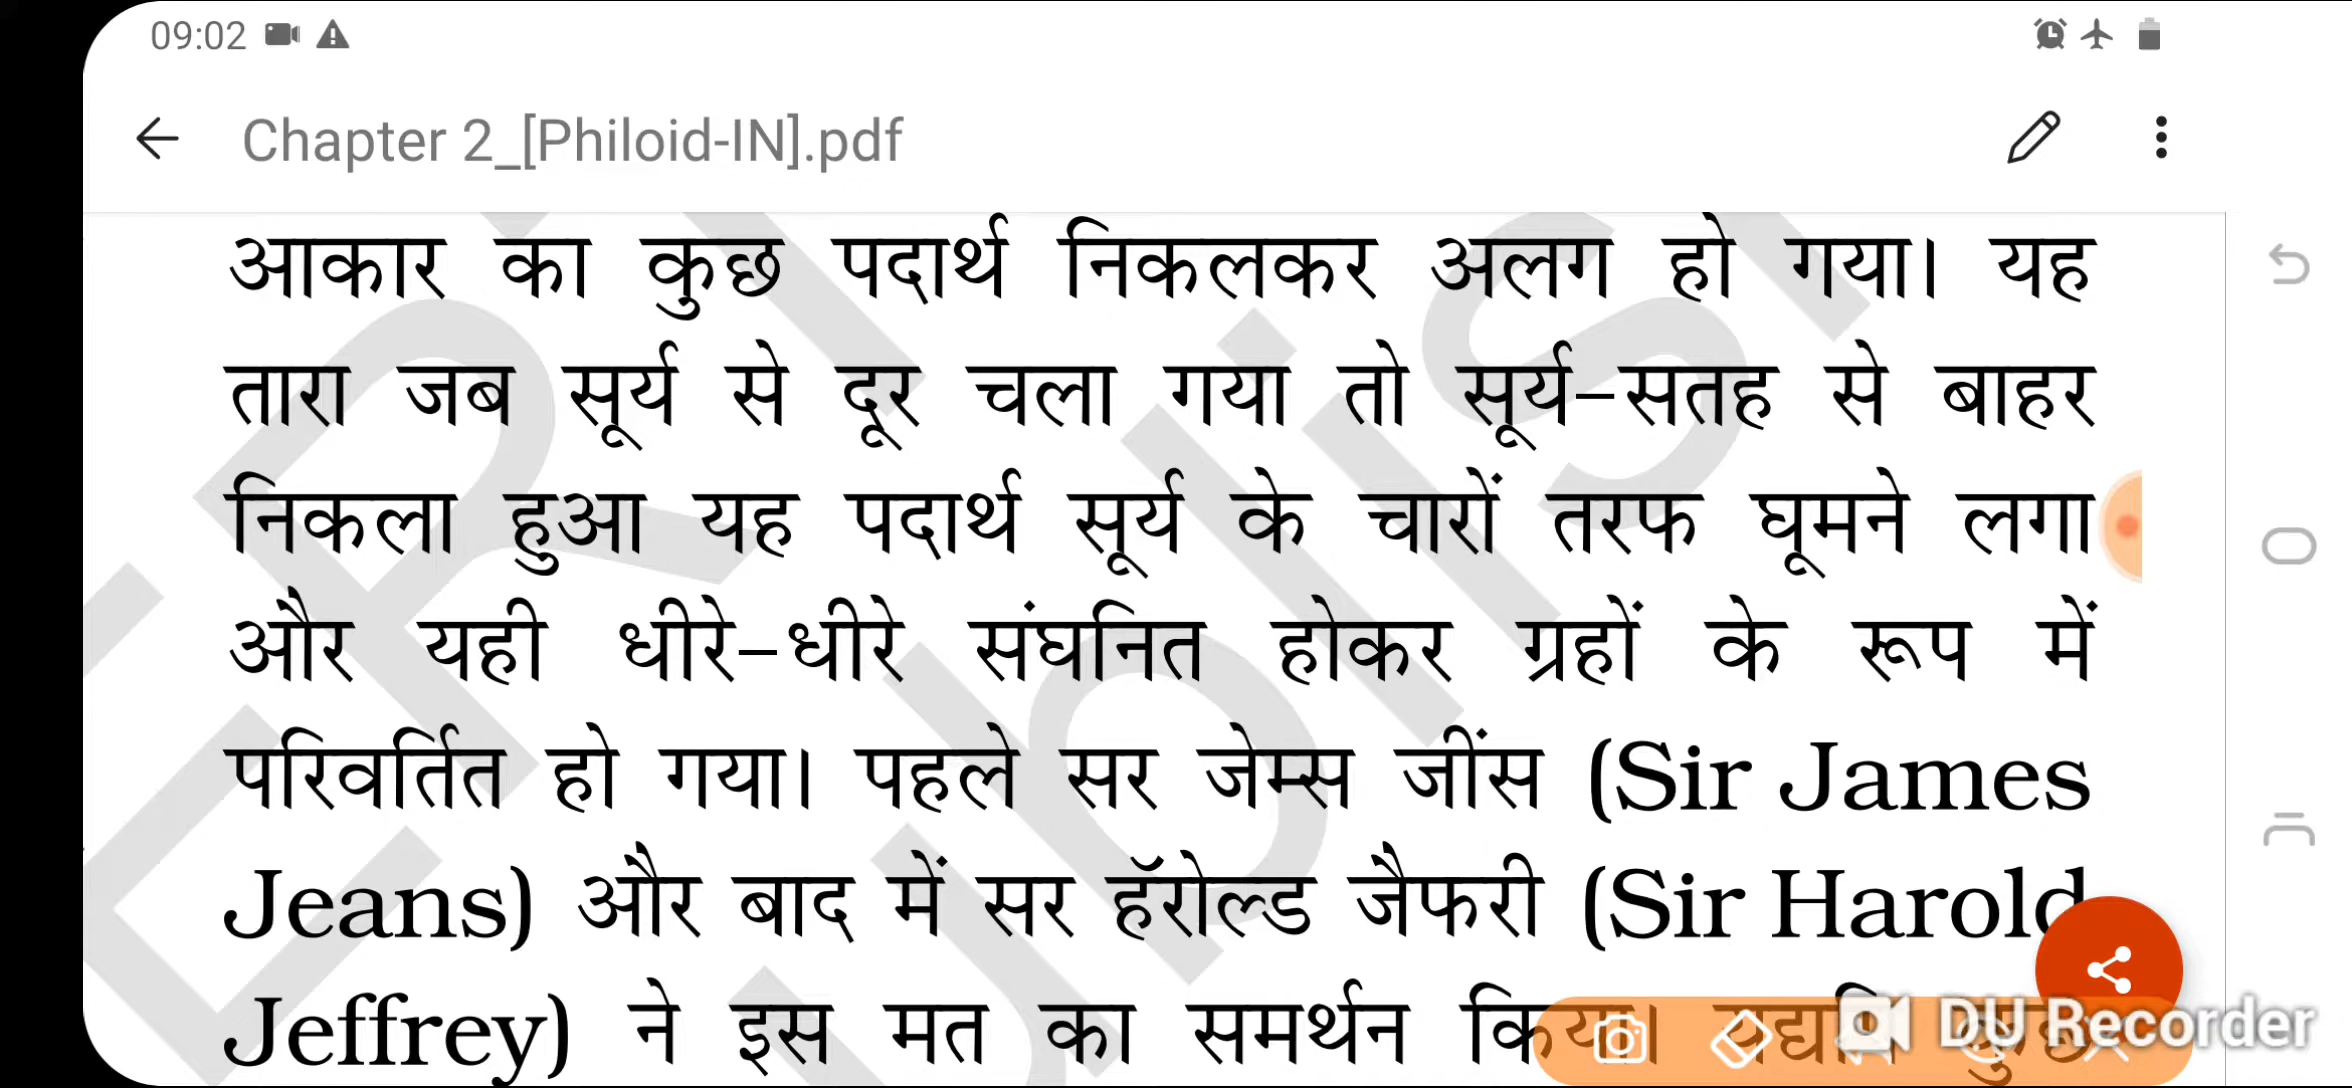 09:02
Chapter 2_[Philoid-IN].pdf
आकार का कुछ पदार्थ निकलकर अलग हो गया। यह
तारा जब सूर्य से दूर चला गया तो सूर्य-सतह से बाहर
निकला हुआ यह पदार्थ सूर्य के चारों तरफ घूमने लगा
और यही धीरे-धीरे संघनित होकर ग्रहों के रूप में
परिवर्तित हो गया। पहले सर जेम्स जींस (Sir James
Jeans) और बाद में सर हॅरोल्ड जैफरी (Sir Harold
Jeffrey) ने इस मत का समर्थन किया। यद्यपि कुछ
DU Recorder